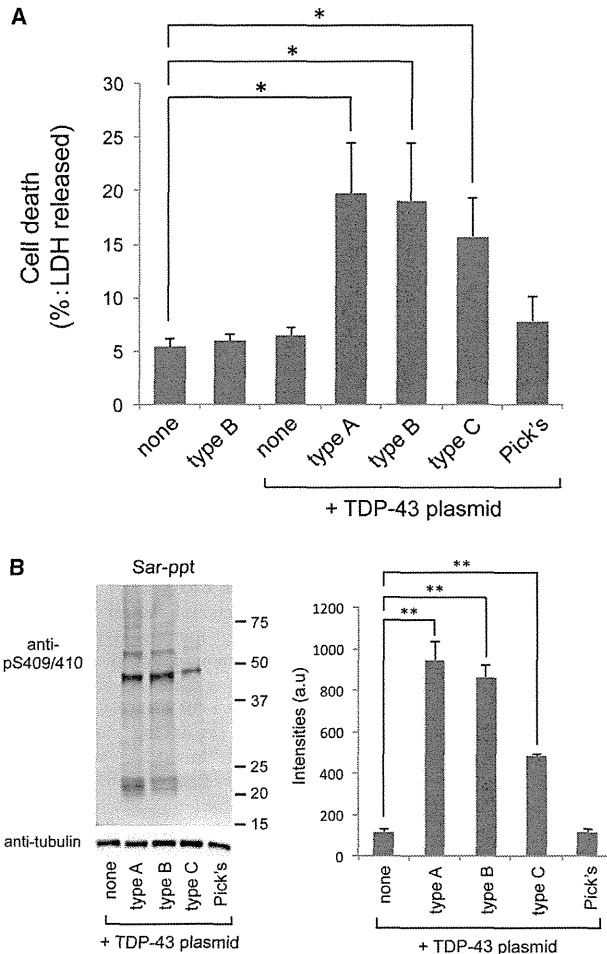 A
*
*
*
30
25
20
15
10
5
0
Cell death
(%:LDH released)
none
type B
none
type A
type B
type C
Pick's
+ TDP-43 plasmid
B
Sar-ppt
anti-
pS409/410
75
50
37
25
20
15
anti-tubulin
none
type A
type B
type C
Pick's
+ TDP-43 plasmid
**
**
**
1200
1000
800
600
400
200
0
Intensities (a.u)
none
type A
type B
type C
Pick's
+ TDP-43 plasmid